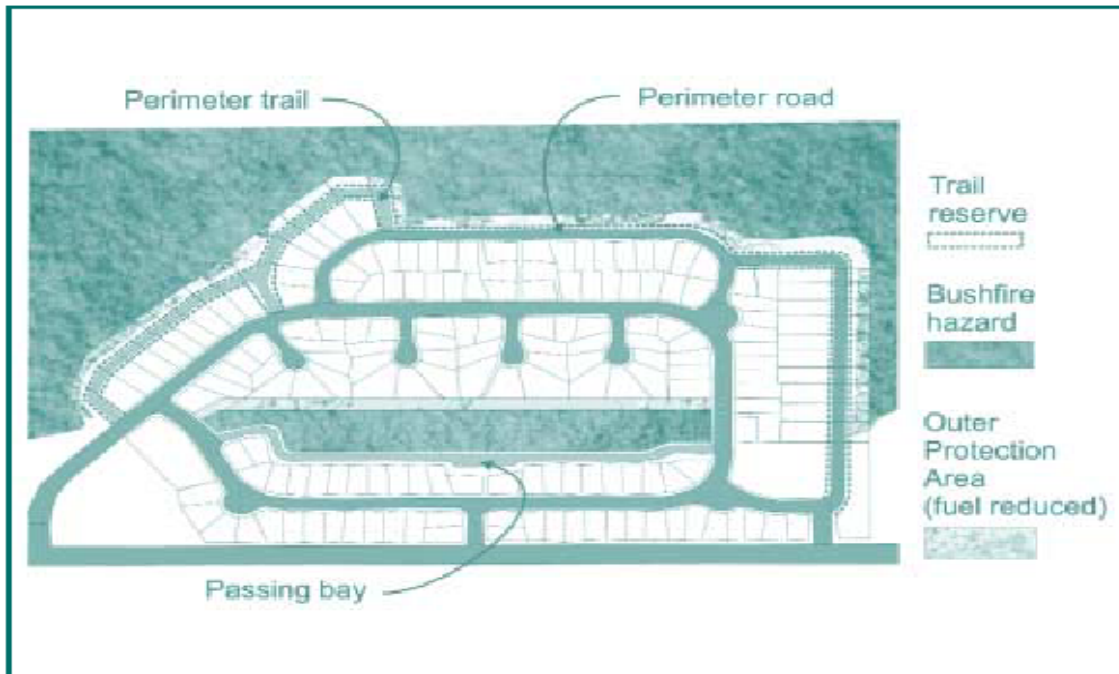 Perimeter trail
Perimeter road
Trail
reserve
Bushfire
hazard
Outer
Protection
Area
(fuel reduced)
Passing bay